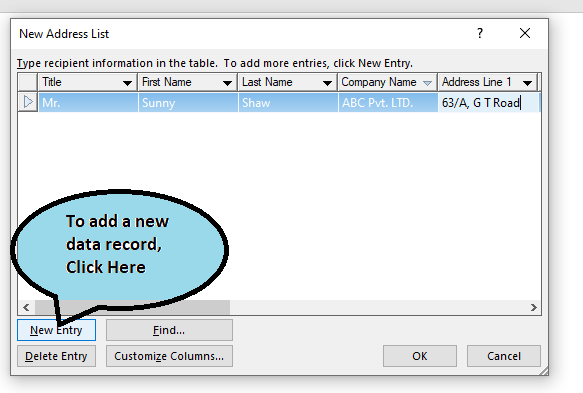 New Address List
Type recipient information in the table. To add more entries, click New Entry.
Title First Name Last Name Company Name Address Line 1
Mr. Sunny Shaw ABC Pvt. LTD. 63/A, G T Road
To add a new
data record,
Click Here
New Entry Find...
Delete Entry Customize Columns... OK Cancel